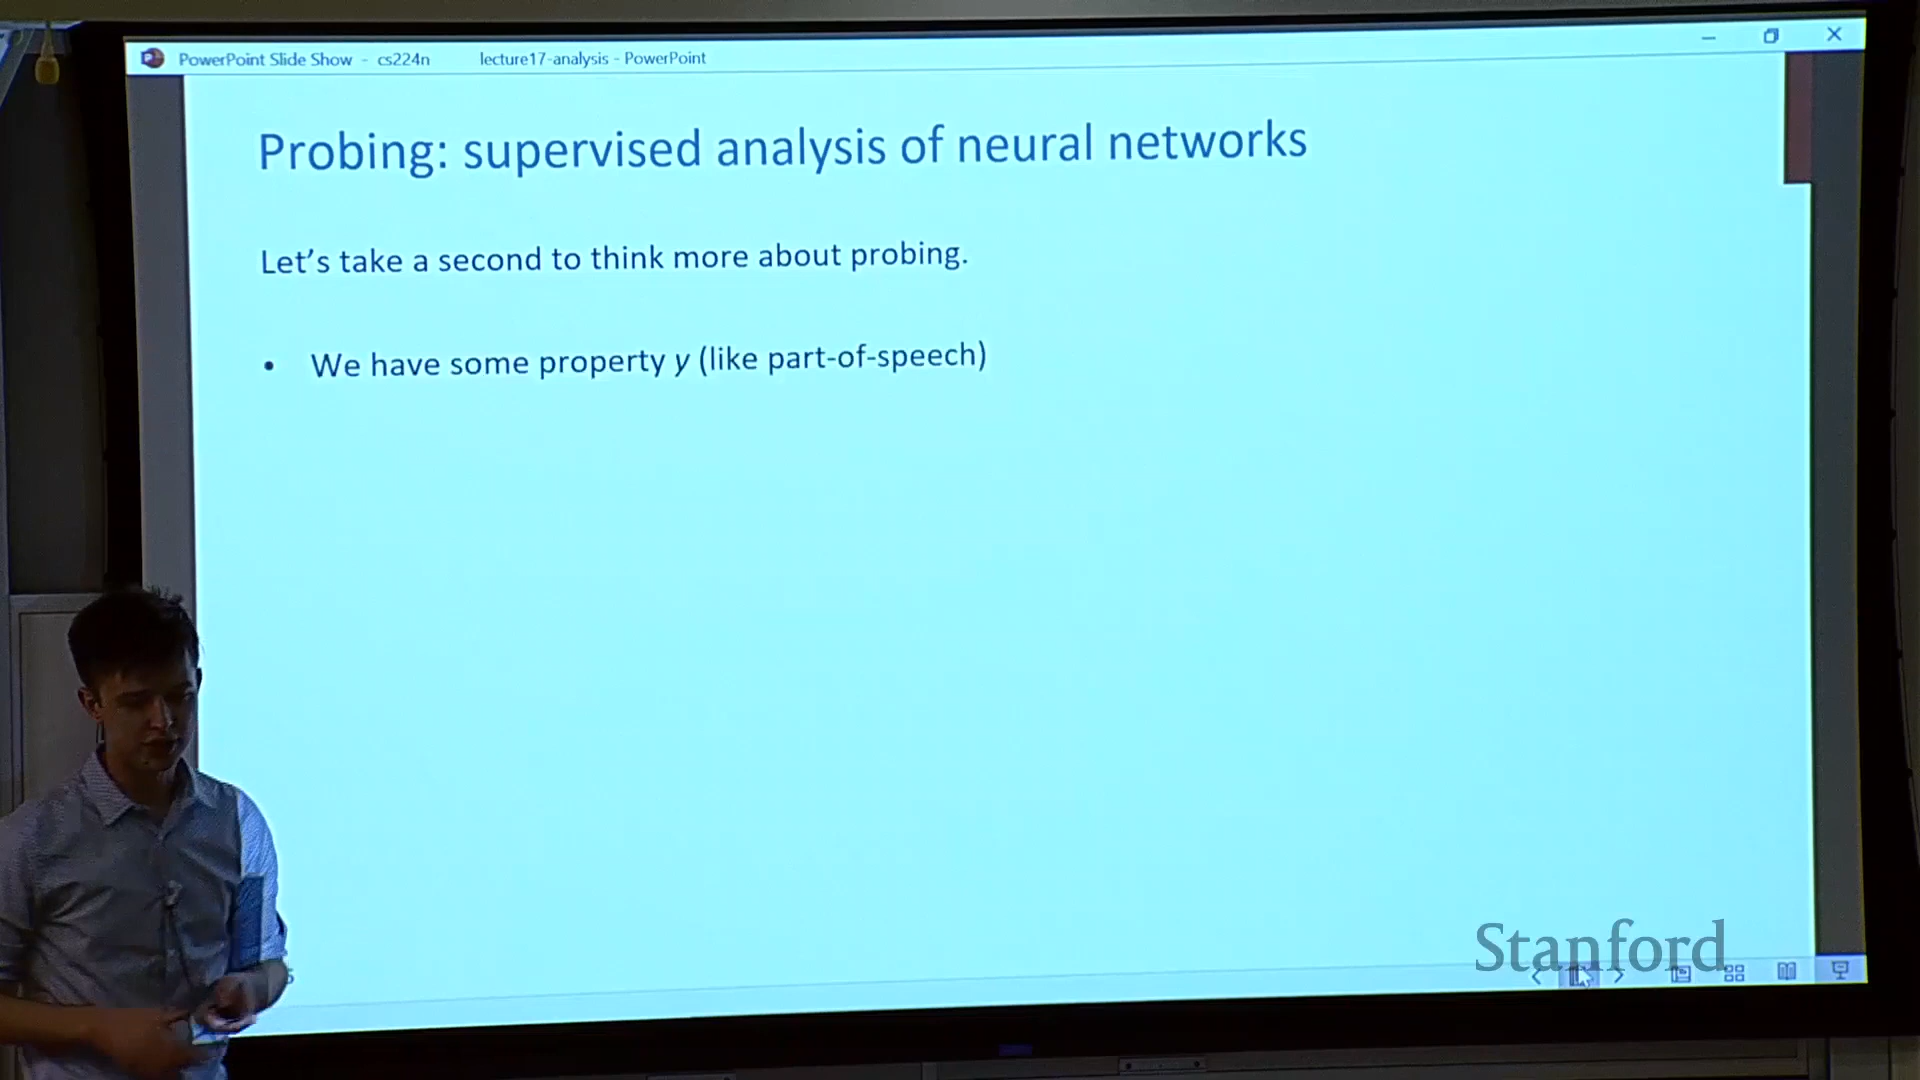 PowerPoint Slide Show - cs224n lecture17-analysis - PowerPoint
Probing: supervised analysis of neural networks
Let's take a second to think more about probing.
• We have some property y (like part-of-speech)
Stanford